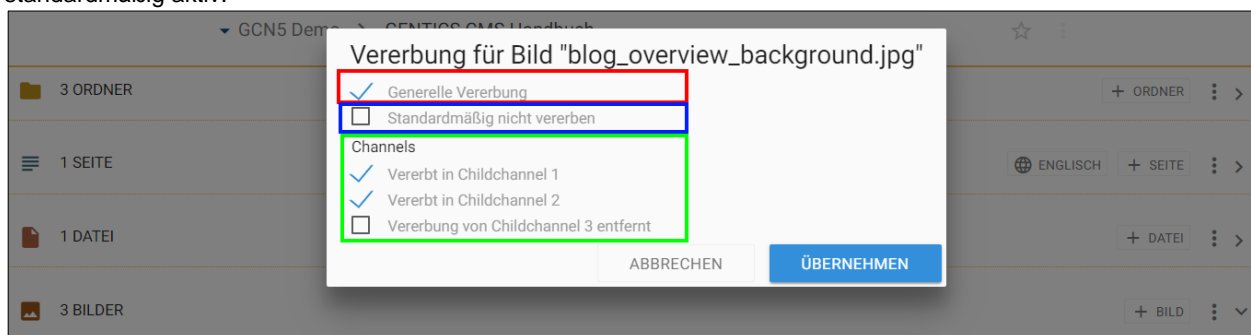 standardmäßig aktiv.
GCN5 Demo > GENTICS CMS Handbuch
Vererbung für Bild "blog_overview_background.jpg"
3 ORDNER
+ ORDNER
Generelle Vererbung
Standardmäßig nicht vererben
Channels
1 SEITE
ENGLISCH
+ SEITE
Vererbt in Childchannel 1
Vererbt in Childchannel 2
Vererbung von Childchannel 3 entfernt
1 DATEI
+ DATEI
ABBRECHEN
ÜBERNEHMEN
3 BILDER
+ BILD